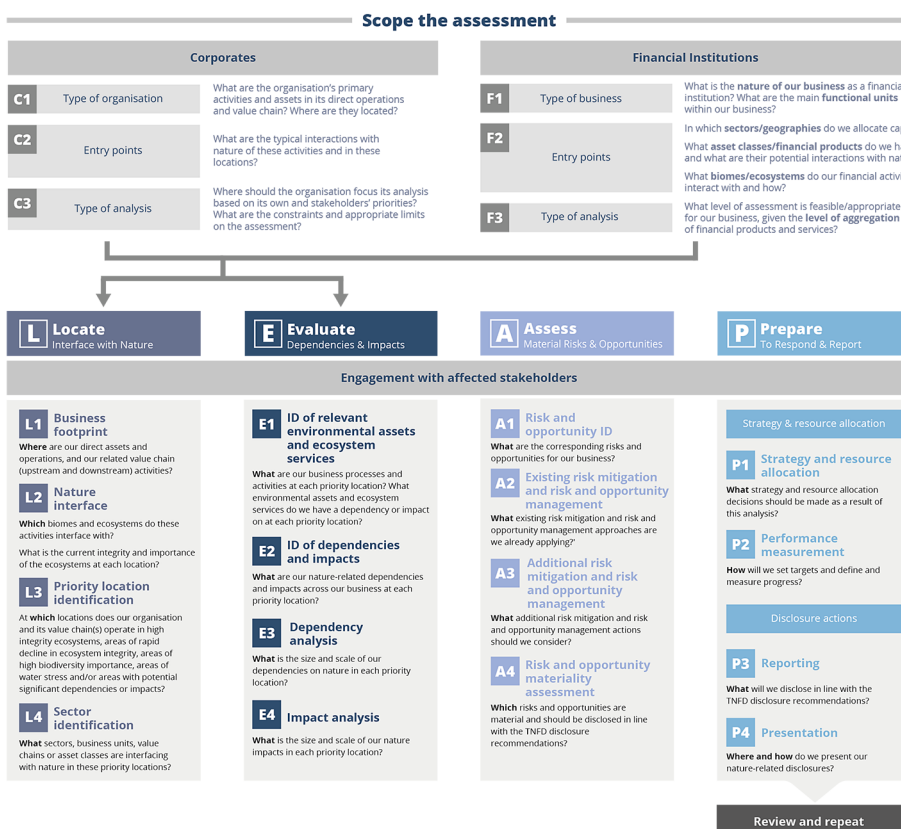 Scope the assessment
Corporates
C1
Type of organisation
What are the organisation's primary
activities and assets in its direct operations
and value chain? Where are they located?
C2
Entry points
What are the typical interactions with
nature of these activities and in these
locations?
C3
Type of analysis
Where should the organisation focus its analysis
based on its own and stakeholders' priorities?
What are the constraints and appropriate limits
on the assessment?
Financial Institutions
F1
Type of business
What is the nature of our business as a
institution? What are the main functional units
within our business?
F2
Entry points
In which sectors/geographies do we allocate
What asset classes/financial products do we
and what are their potential interactions with
What biomes/ecosystems do our financial
interact with and how?
F3
Type of analysis
What level of assessment is feasible/appropriate
for our business, given the level of aggregation
of financial products and services?
L
Locate
Interface with Nature
E
Evaluate
Dependencies & Impacts
A
Assess
Material Risks & Opportunities
P
Prepare
To Respond & Report
Engagement with affected stakeholders
L1
Business
footprint
Where are our direct assets and
operations, and our related value chain
(upstream and downstream) activities?
L2
Nature
interface
Which biomes and ecosystems do these
activities interface with?
What is the current integrity and importance
of the ecosystems at each location?
L3
Priority location
identification
At which locations does our organisation
and its value chain(s) operate in high
integrity ecosystems, areas of rapid
decline in ecosystem integrity, areas of
high biodiversity importance, areas of
water stress and/or areas with potential
significant dependencies or impacts?
L4
Sector
identification
What sectors, business units, value
chains or asset classes are interfacing
with nature in these priority locations?
E1
ID of relevant
environmental assets
and ecosystem
services
What are our business processes and
activities at each priority location? What
environmental assets and ecosystem
services do we have a dependency or impact
on at each priority location?
E2
ID of dependencies
and impacts
What are our nature-related dependencies
and impacts across our business at each
priority location?
E3
Dependency
analysis
What is the size and scale of our
dependencies on nature in each priority
location?
E4
Impact analysis
What is the size and scale of our nature
impacts in each priority location?
A1
Risk and
opportunity ID
What are the corresponding risks and
opportunities for our business?
A2
Existing risk mitigation
and risk and opportunity
management
What existing risk mitigation and risk and
opportunity management approaches are
we already applying?'
A3
Additional risk
mitigation and risk
and opportunity
management
What additional risk mitigation and risk
and opportunity management actions
should we consider?
A4
Risk and opportunity
materiality
assessment
Which risks and opportunities are
material and should be disclosed in line
with the TNFD disclosure
recommendations?
Strategy & resource allocation
P1
Strategy and resource
allocation
What strategy and resource allocation
decisions should be made as a result of
this analysis?
P2
Performance
measurement
How will we set targets and define and
measure progress?
Disclosure actions
P3
Reporting
What will we disclose in line with the
TNFD disclosure recommendations?
P4
Presentation
Where and how do we present our
nature-related disclosures?
Review and repeat